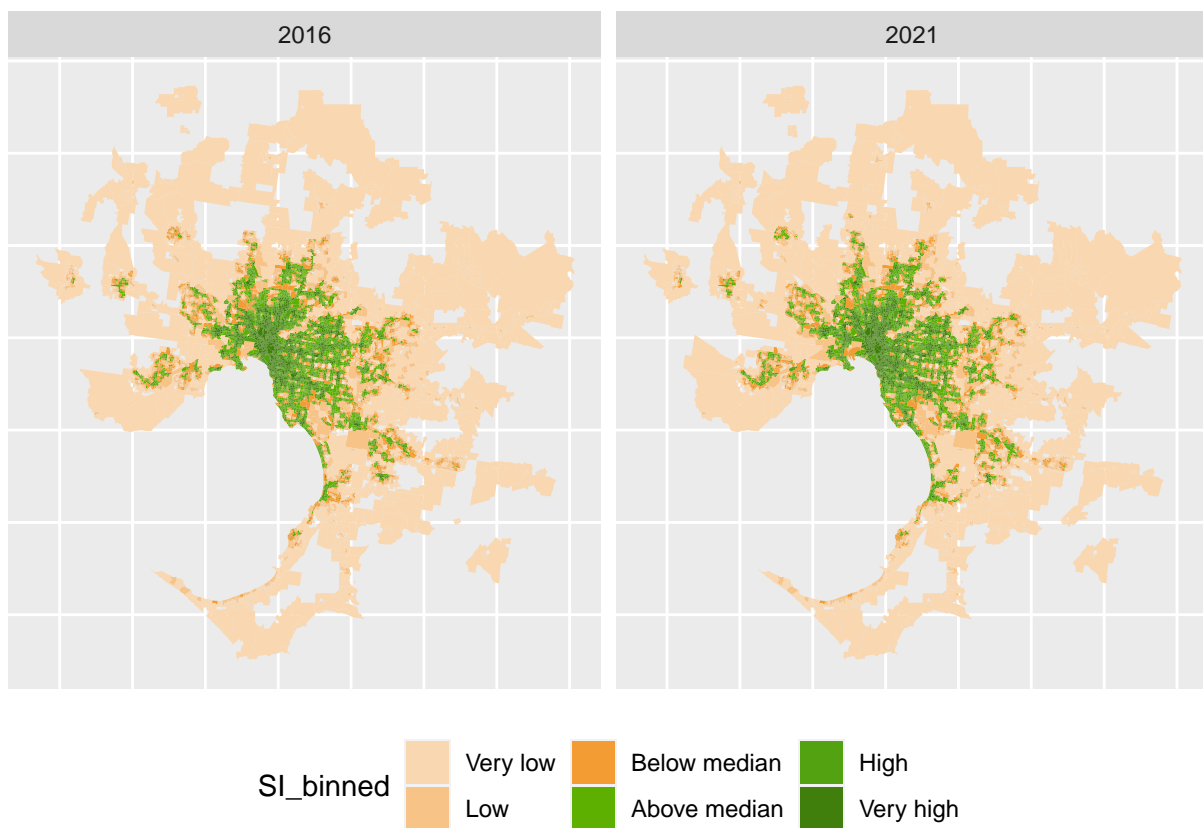 2016
2021
SI_binned
Very low
Below median
High
Low
Above median
Very high